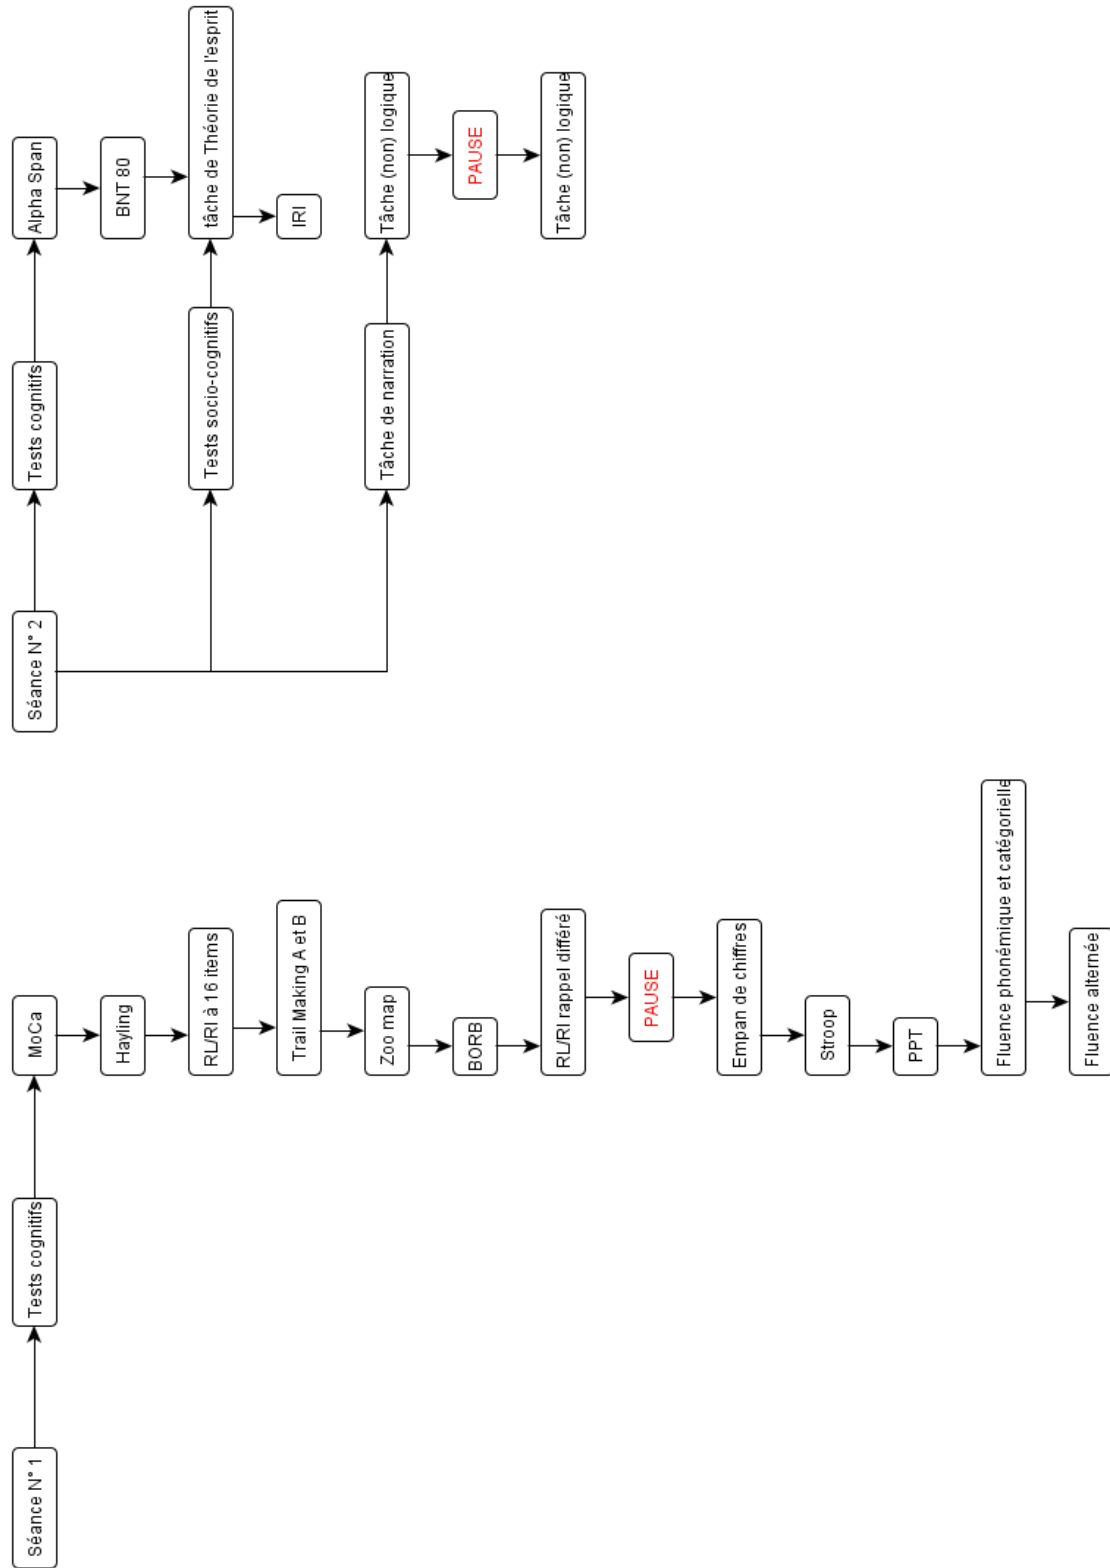 Séance N° 1
Tests cognitifs
MoCa
Hayling
RL/RI à 16 items
Trail Making A et B
Zoo map
BORB
RL/RI rappel différé
PAUSE
Empan de chiffres
Stroop
PPT
Fluence phonémique et catégorielle
Fluence alternée
Séance N° 2
Tests cognitifs
Alpha Span
BNT 80
Tests socio-cognitifs
tâche de Théorie de l'esprit
IRI
Tâche de narration
Tâche (non) logique
PAUSE
Tâche (non) logique